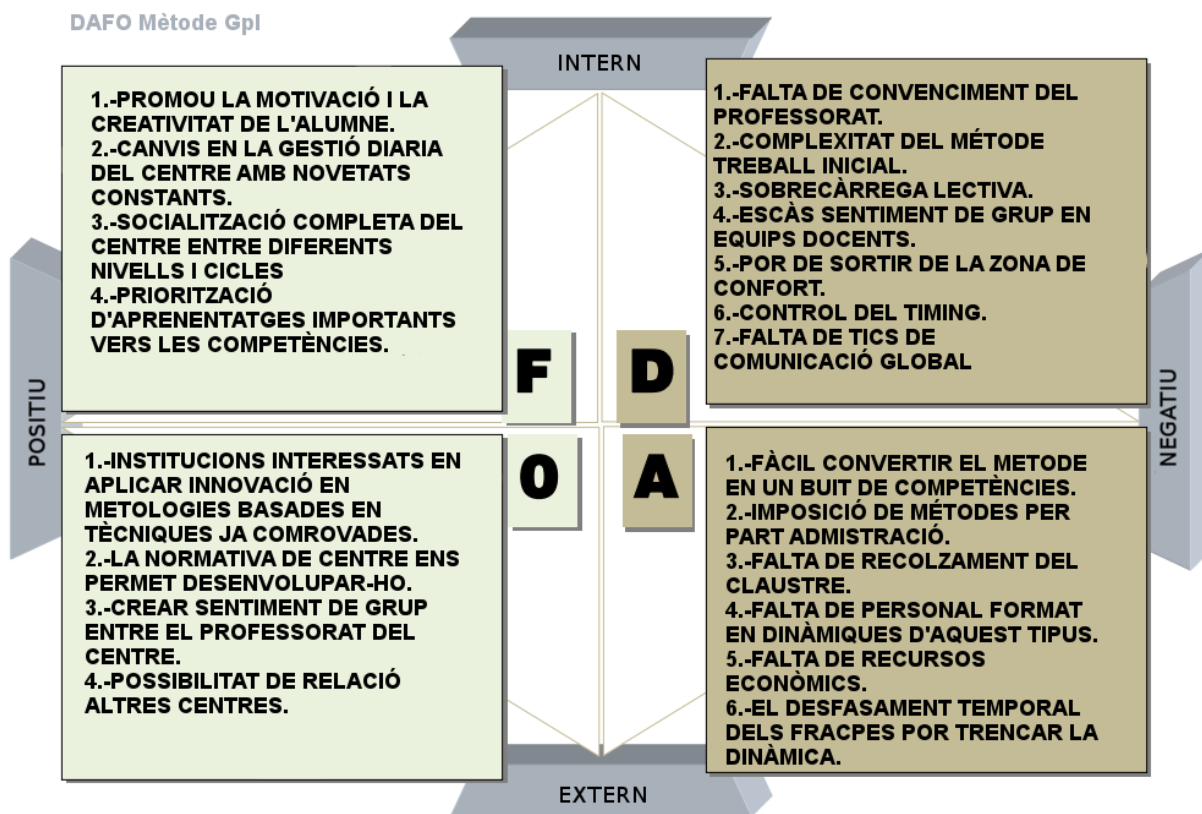 DAFO Mètode Gpl
INTERN
1.-PROMOU LA MOTIVACIÓ I LA
CREATIVITAT DE L'ALUMNE.
2.-CANVIS EN LA GESTIÓ DIARIA
DEL CENTRE AMB NOVETATS
CONSTANTS.
3.-SOCIALITZACIÓ COMPLETA DEL
CENTRE ENTRE DIFERENTS
NIVELLS I CICLES
4.-PRIORITZACIÓ
D'APRENENTATGES IMPORTANTS
VERS LES COMPETÈNCIES.
F
1.-FALTA DE CONVENCIMENT DEL
PROFESSORAT.
2.-COMPLEXITAT DEL MÉTODE
TREBALL INICIAL.
3.-SOBRECÀRREGA LECTIVA.
4.-ESCÀS SENTIMENT DE GRUP EN
EQUIPS DOCENTS.
5.-POR DE SORTIR DE LA ZONA DE
CONFORT.
6.-CONTROL DEL TIMING.
7.-FALTA DE TICS DE
COMUNICACIÓ GLOBAL
D
POSITIU
NEGATIU
1.-INSTITUCIONS INTERESSATS EN
APLICAR INNOVACIÓ EN
METOLOGIES BASADES EN
TÈCNIQUES JA COMROVADES.
2.-LA NORMATIVA DE CENTRE ENS
PERMET DESENVOLUPAR-HO.
3.-CREAR SENTIMENT DE GRUP
ENTRE EL PROFESSORAT DEL
CENTRE.
4.-POSSIBILITAT DE RELACIÓ
ALTRES CENTRES.
O
A
1.-FÀCIL CONVERTIR EL METODE
EN UN BUIT DE COMPETÈNCIES.
2.-IMPOSICIÓ DE MÉTODES PER
PART ADMISTRACIÓ.
3.-FALTA DE RECOLZAMENT DEL
CLAUSTRE.
4.-FALTA DE PERSONAL FORMAT
EN DINÀMIQUES D'AQUEST TIPUS.
5.-FALTA DE RECURSOS
ECONÒMICS.
6.-EL DESFASAMENT TEMPORAL
DELS FRACPES POR TRENCAR LA
DINÀMICA.
EXTERN